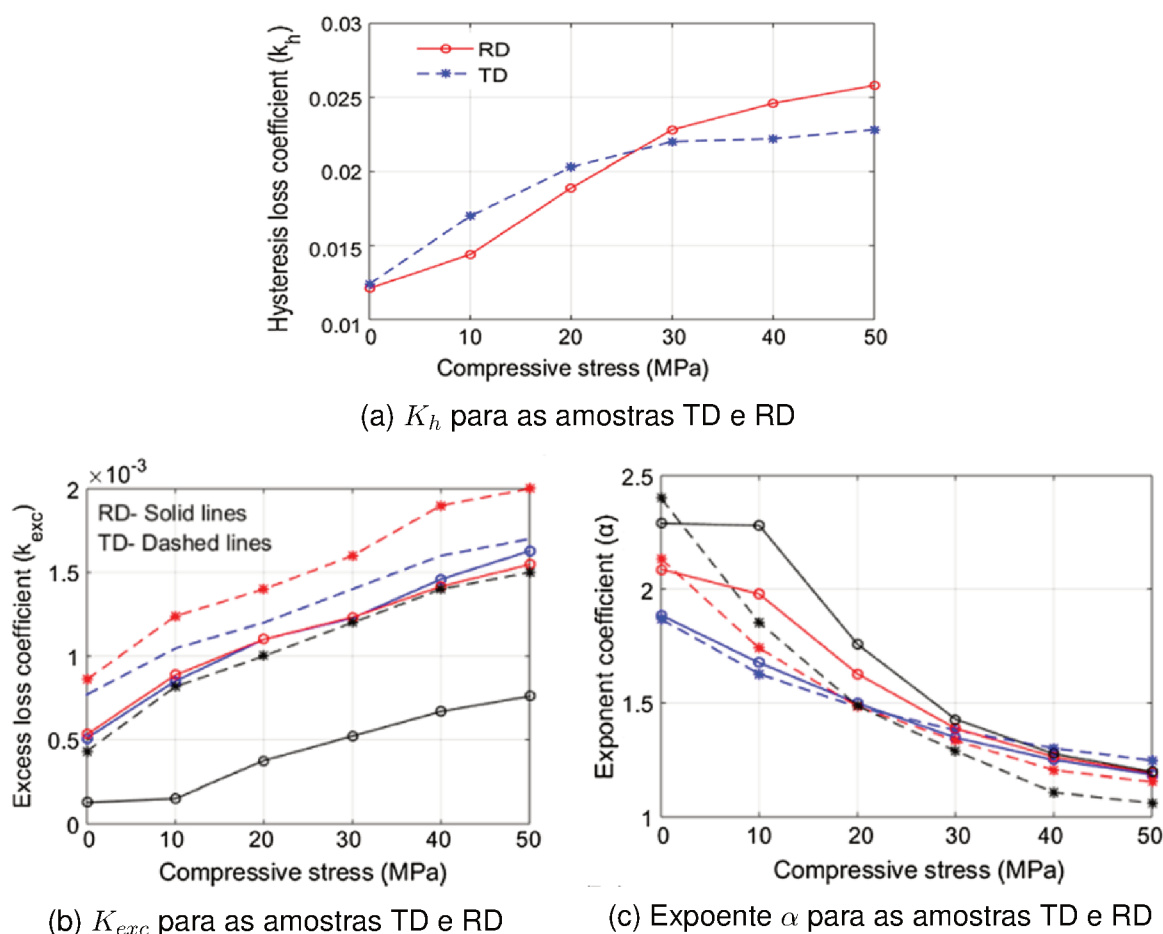 0.03
0.025
0.02
0.015
0.01
Hysteresis loss coefficient (k_h)
RD
TD
0 10 20 30 40 50
Compressive stress (MPa)
(a) K_h para as amostras TD e RD
×10^-3
2
1.5
1
0.5
0
Excess loss coefficient (k_exc)
RD- Solid lines
TD- Dashed lines
0 10 20 30 40 50
Compressive stress (MPa)
(b) K_exc para as amostras TD e RD
2.5
2
1.5
1
Exponent coefficient (α)
0 10 20 30 40 50
Compressive stress (MPa)
(c) Expoente α para as amostras TD e RD